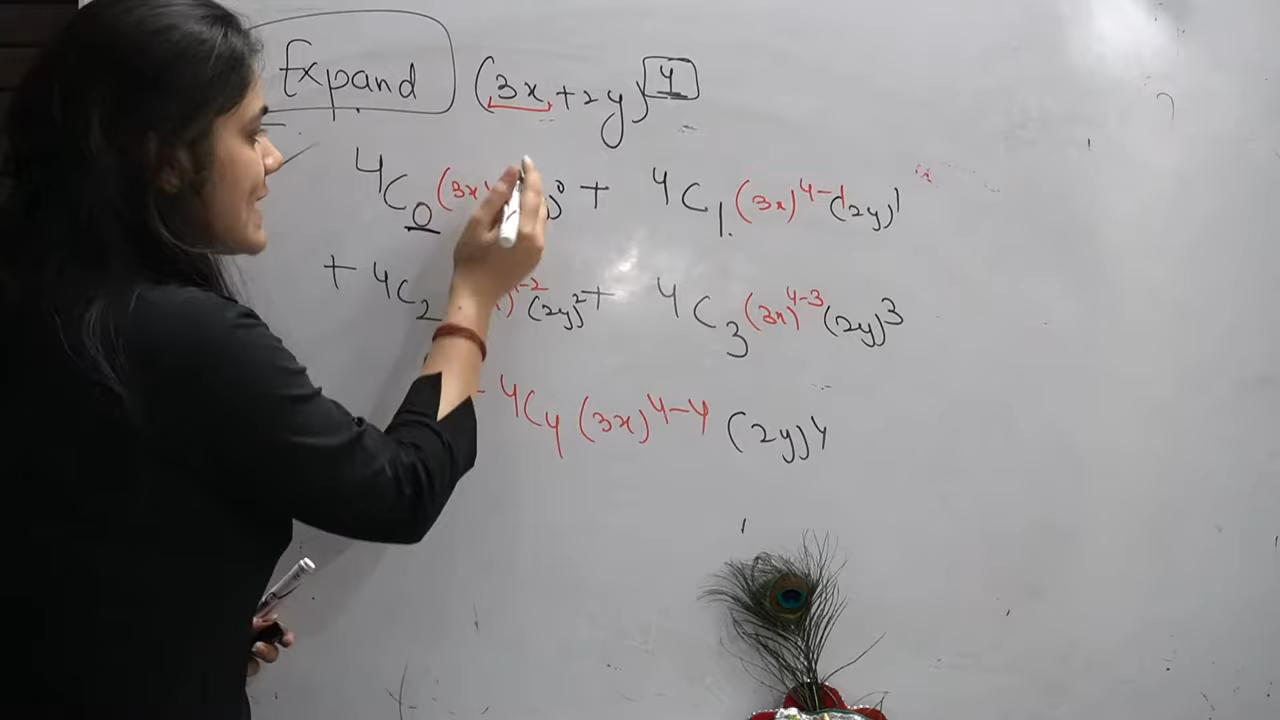 Expand (3x+2y)^4
4C0 (3x )^0 + 4C1 (3x)^4-1 (2y)^1
+ 4C2 )^-2 (2y)^2 + 4C3 (3x)^4-3 (2y)^3
4C4 (3x)^4-4 (2y)^4